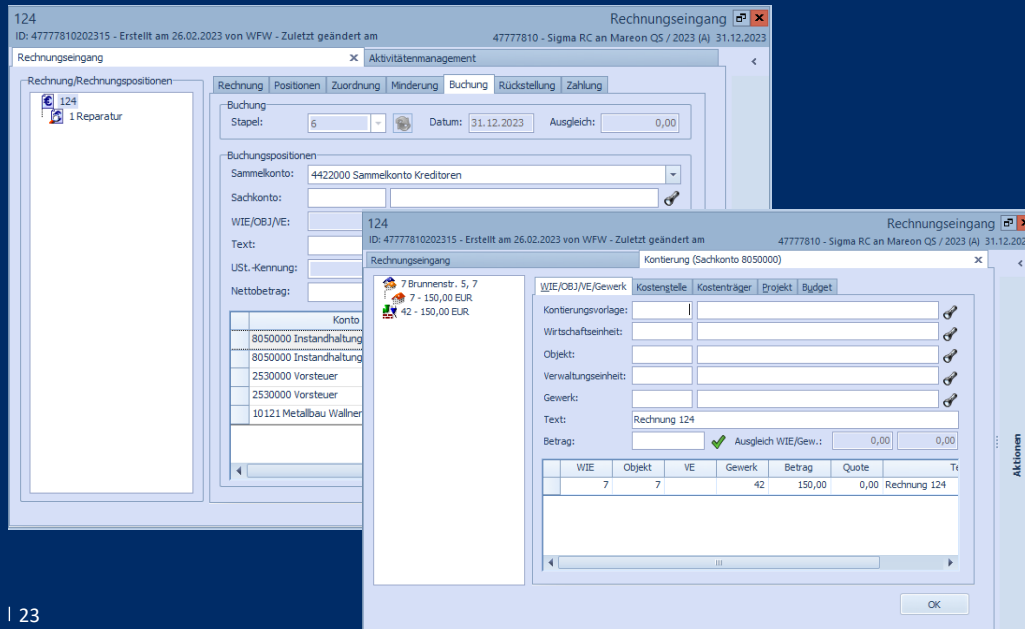 124
Rechnungseingang
ID: 47777810202315 - Erstellt am 26.02.2023 von WFW - Zuletzt geändert am
47777810 - Sigma RC an Mareon QS / 2023 (A) 31.12.2023
Rechnungseingang
Aktivitätenmanagement
Rechnung/Rechnungspositionen
124
1 Reparatur
Rechnung Positionen Zuordnung Minderung Buchung Rückstellung Zahlung
Buchung
Stapel: 6 Datum: 31.12.2023 Ausgleich: 0,00
Buchungspositionen
Sammelkonto: 4422000 Sammelkonto Kreditoren
Sachkonto:
WIE/OBJ/VE:
Text:
USt.-Kennung:
Nettobetrag:
Konto
8050000 Instandhaltung
8050000 Instandhaltung
2530000 Vorsteuer
2530000 Vorsteuer
10121 Metallbau Wallner
124
Rechnungseingang
ID: 47777810202315 - Erstellt am 26.02.2023 von WFW - Zuletzt geändert am
47777810 - Sigma RC an Mareon QS / 2023 (A) 31.12.202
Rechnungseingang
Kontierung (Sachkonto 8050000)
7 Brunnenstr. 5, 7
7 - 150,00 EUR
42 - 150,00 EUR
WIE/OBJ/VE/Gewerk Kostenstelle Kostenträger Projekt Budget
Kontierungsvorlage:
Wirtschaftseinheit:
Objekt:
Verwaltungseinheit:
Gewerk:
Text: Rechnung 124
Betrag: Ausgleich WIE/Gew.: 0,00 0,00
WIE Objekt VE Gewerk Betrag Quote Te
7 7 42 150,00 0,00 Rechnung 124
OK
Aktionen
| 23